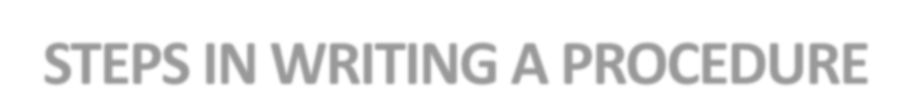 STEPS IN WRITING A PROCEDURE